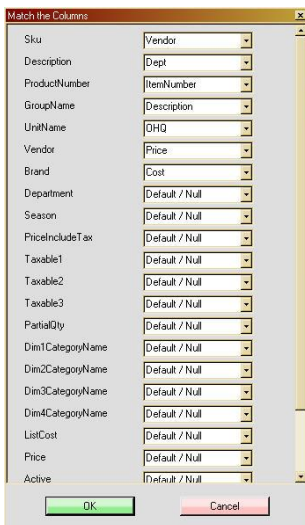 Match the Columns
Sku Vendor
Description Dept
ProductNumber ItemNumber
GroupName Description
UnitName OHQ
Vendor Price
Brand Cost
Department Default / Null
Season Default / Null
PriceIncludeTax Default / Null
Taxable1 Default / Null
Taxable2 Default / Null
Taxable3 Default / Null
PartialQty Default / Null
Dim1CategoryName Default / Null
Dim2CategoryName Default / Null
Dim3CategoryName Default / Null
Dim4CategoryName Default / Null
ListCost Default / Null
Price Default / Null
Active Default / Null
OK Cancel